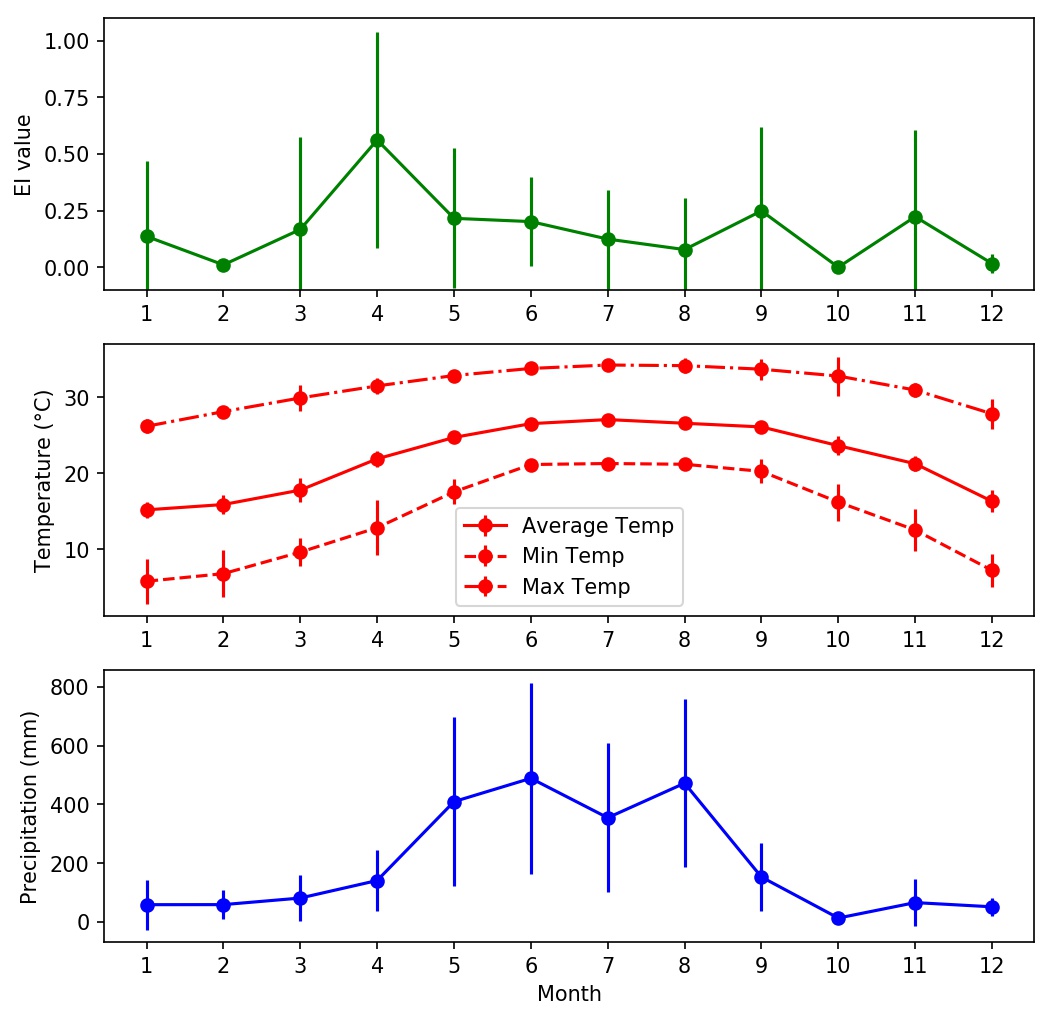 EI value
1.00
0.75
0.50
0.25
0.00
1 2 3 4 5 6 7 8 9 10 11 12
Temperature (°C)
30
20
10
Average Temp
Min Temp
Max Temp
1 2 3 4 5 6 7 8 9 10 11 12
Precipitation (mm)
800
600
400
200
0
1 2 3 4 5 6 7 8 9 10 11 12
Month